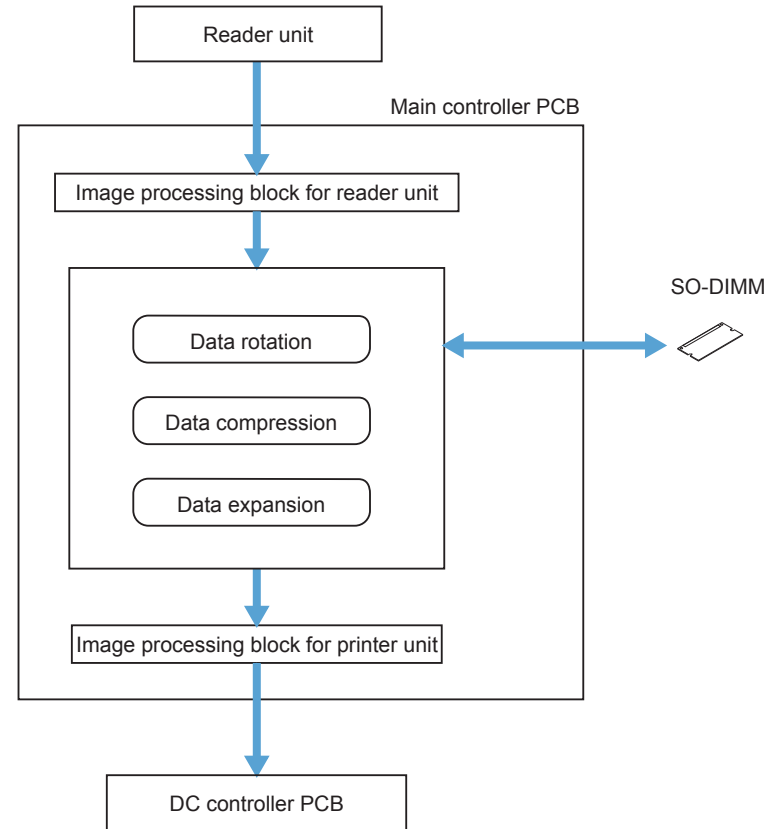 Reader unit
Main controller PCB
Image processing block for reader unit
SO-DIMM
Data rotation
Data compression
Data expansion
Image processing block for printer unit
DC controller PCB